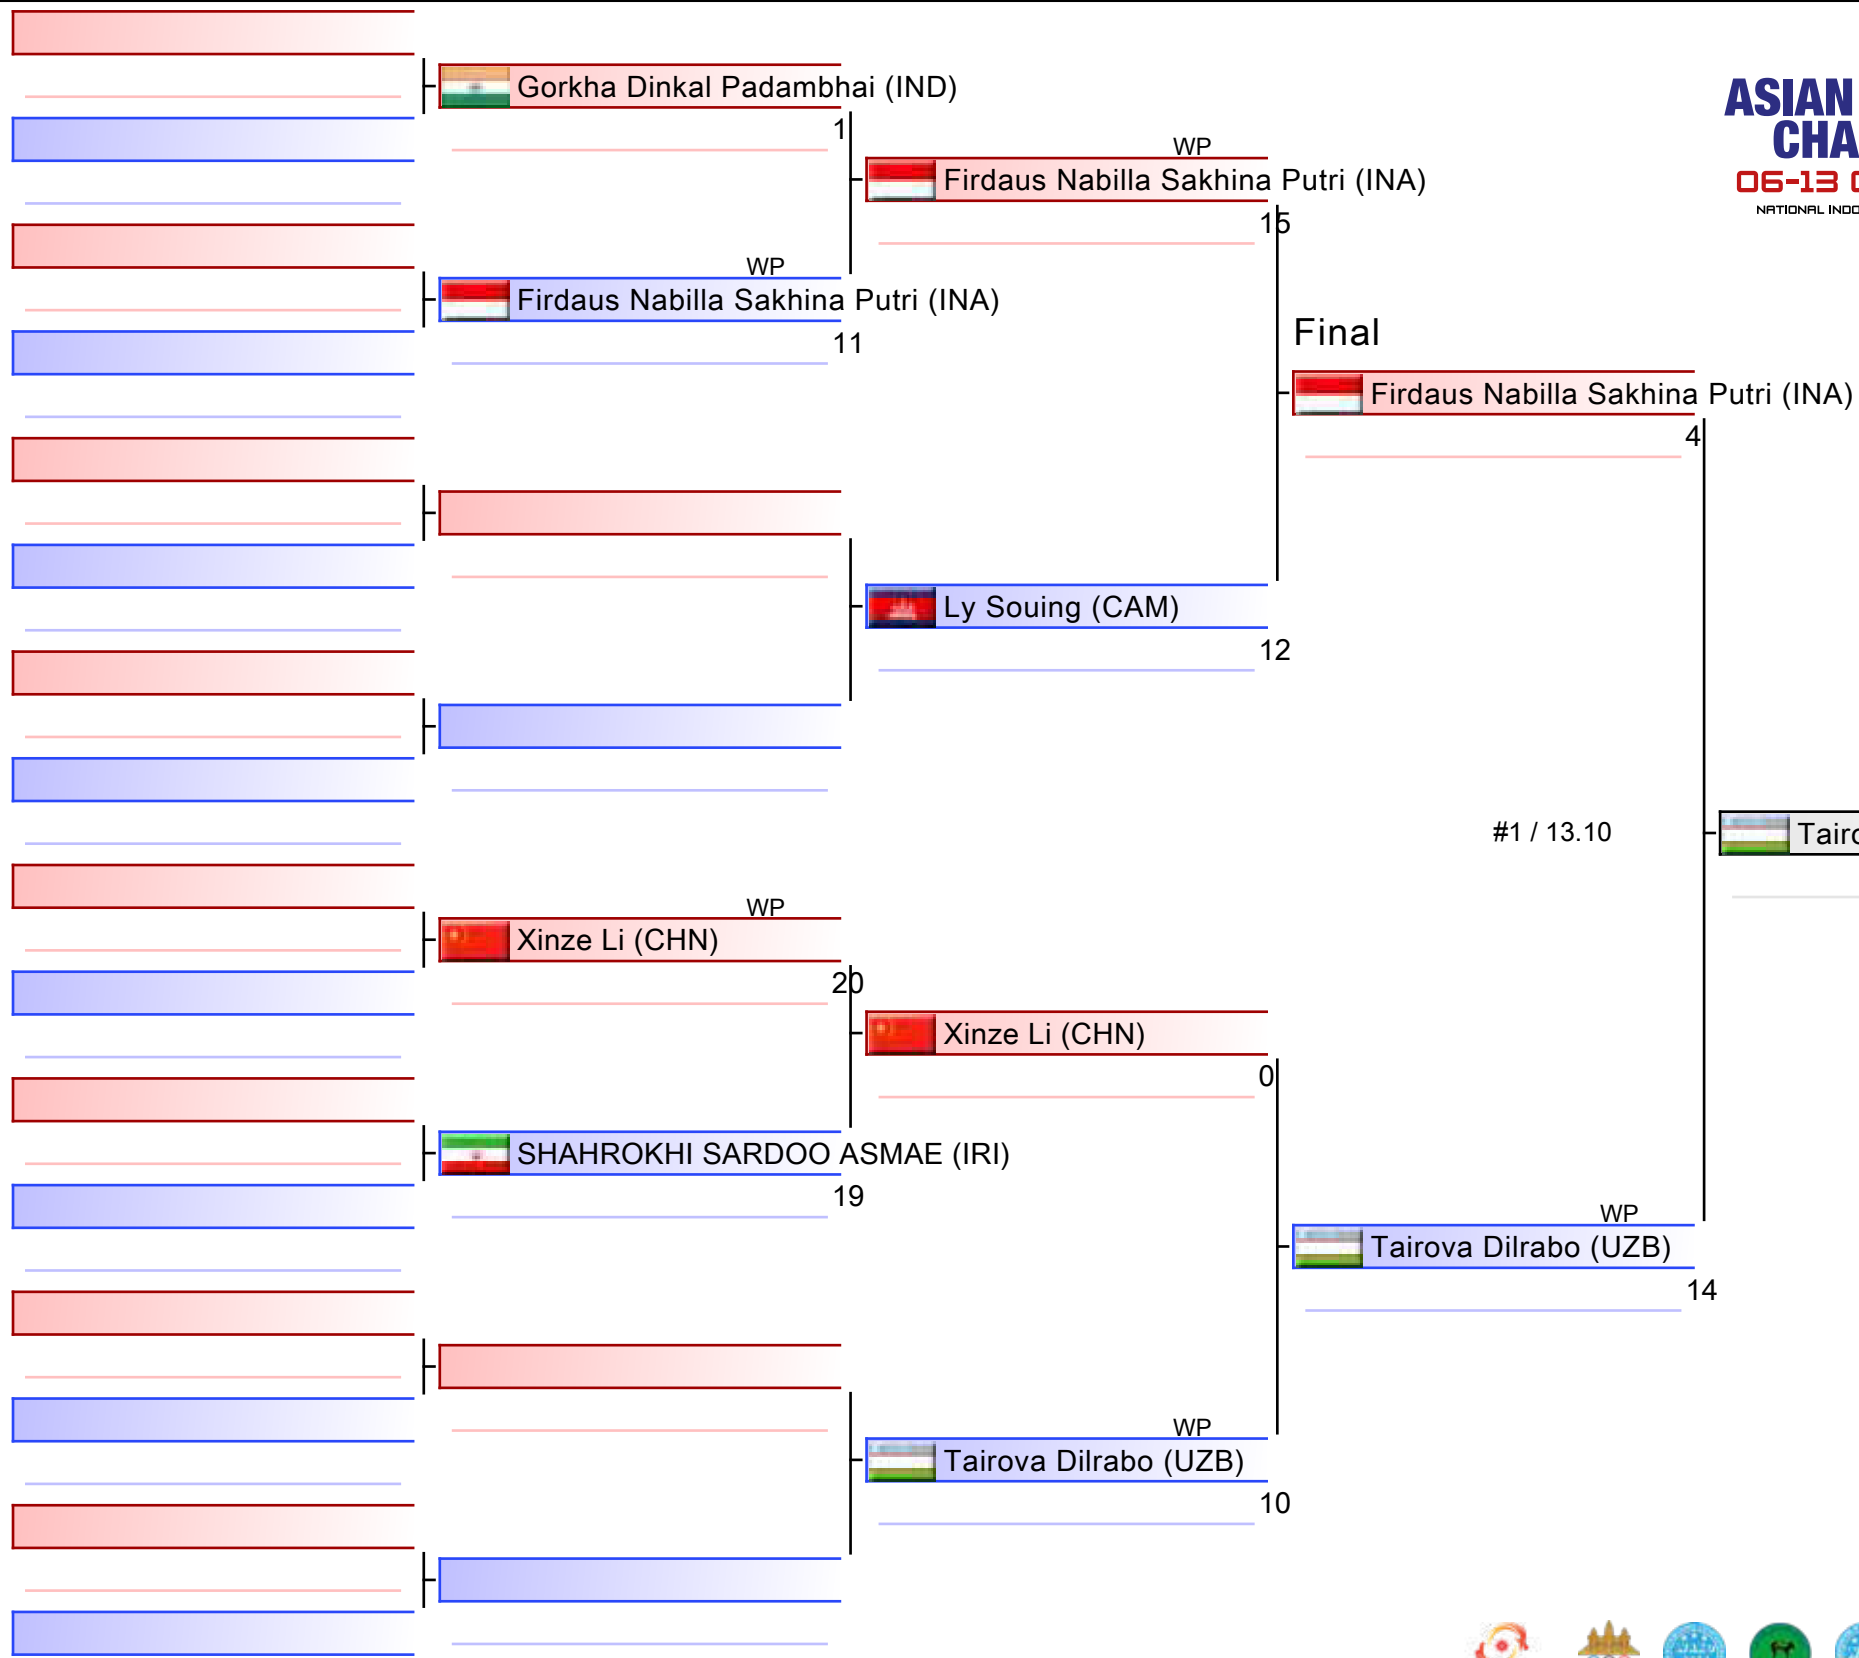 Gorkha Dinkal Padambhai (IND)
1
WP
Firdaus Nabilla Sakhina Putri (INA)
15
WP
Firdaus Nabilla Sakhina Putri (INA)
11
ASIAN
CHA
06-13
NATIONAL INDO
Final
Firdaus Nabilla Sakhina Putri (INA)
4
Ly Souing (CAM)
12
#1 / 13.10
Tairo
WP
Xinze Li (CHN)
20
Xinze Li (CHN)
0
SHAHROKHI SARDOO ASMAE (IRI)
19
WP
Tairova Dilrabo (UZB)
14
WP
Tairova Dilrabo (UZB)
10